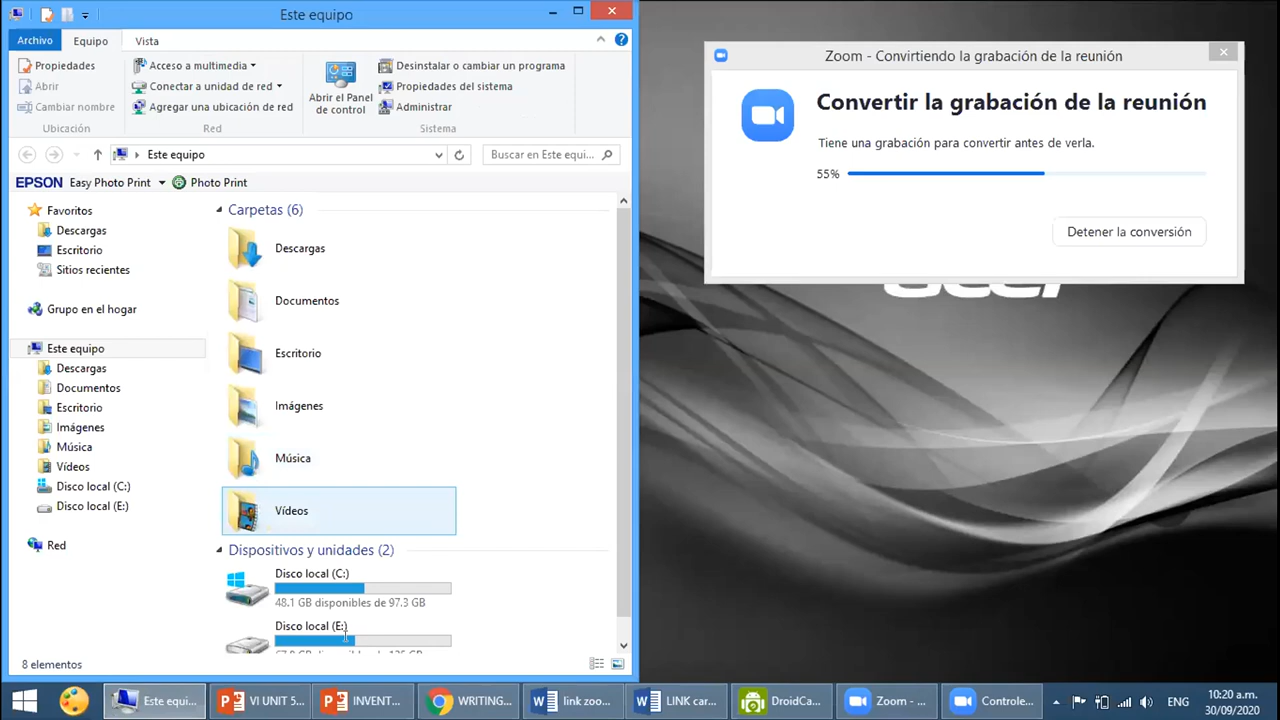 Este equipo
Archivo Equipo Vista
Propiedades
Abrir
Cambiar nombre
Ubicación
Acceso a multimedia
Conectar a unidad de red
Agregar una ubicación de red
Red
Abrir el Panel
de control
Desinstalar o cambiar un programa
Propiedades del sistema
Administrar
Sistema
Este equipo
Buscar en Este equi...
EPSON Easy Photo Print Photo Print
Favoritos
Descargas
Escritorio
Sitios recientes
Grupo en el hogar
Este equipo
Descargas
Documentos
Escritorio
Imágenes
Música
Vídeos
Disco local (C:)
Disco local (E:)
Red
Carpetas (6)
Descargas
Documentos
Escritorio
Imágenes
Música
Vídeos
Dispositivos y unidades (2)
Disco local (C:)
48.1 GB disponibles de 97.3 GB
Disco local (E:)
8 elementos
Zoom - Convirtiendo la grabación de la reunión
Convertir la grabación de la reunión
Tiene una grabación para convertir antes de verla.
55%
Detener la conversión
acer
Este equi...
VI UNIT 5...
INVENT...
WRITING...
link zoo...
LINK car...
DroidCa...
Zoom - ...
Controle...
ENG
10:20 a.m.
30/09/2020